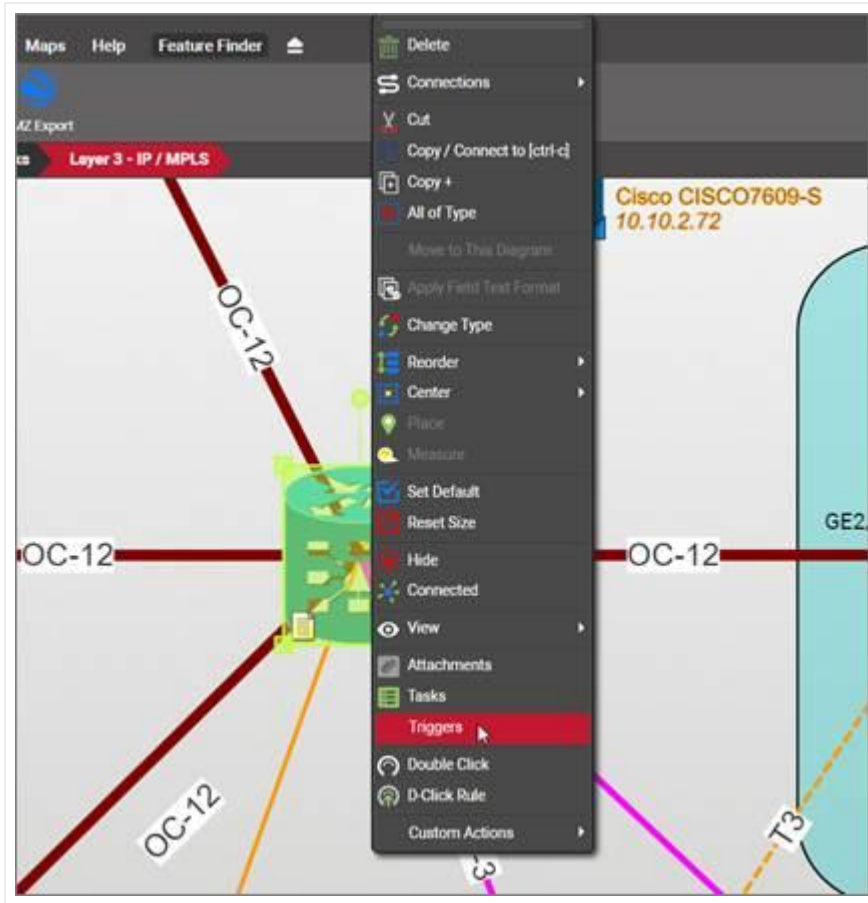 Maps Help Feature Finder
MZ Export
Layer 3 - IP / MPLS
Delete
Connections
Cut
Copy / Connect to [ctrl-c]
Copy +
All of Type
Move to This Diagram
Apply Field Text Format
Change Type
Reorder
Center
Place
Measure
Set Default
Reset Size
Hide
Connected
View
Attachments
Tasks
Triggers
Double Click
D-Click Rule
Custom Actions
Cisco CISCO7609-S
10.10.2.72
OC-12
OC-12
OC-12
GE2
OC-12
T3
-3